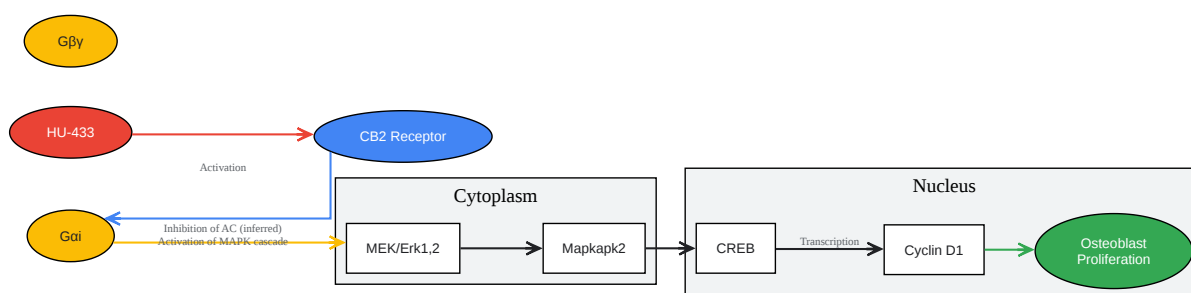 Gβγ
HU-433
CB2 Receptor
Activation
Cytoplasm
Nucleus
Inhibition of AC (inferred)
Activation of MAPK cascade
Gαi
MEK/Erk1,2
Mapkapk2
CREB
Transcription
Cyclin D1
Osteoblast
Proliferation